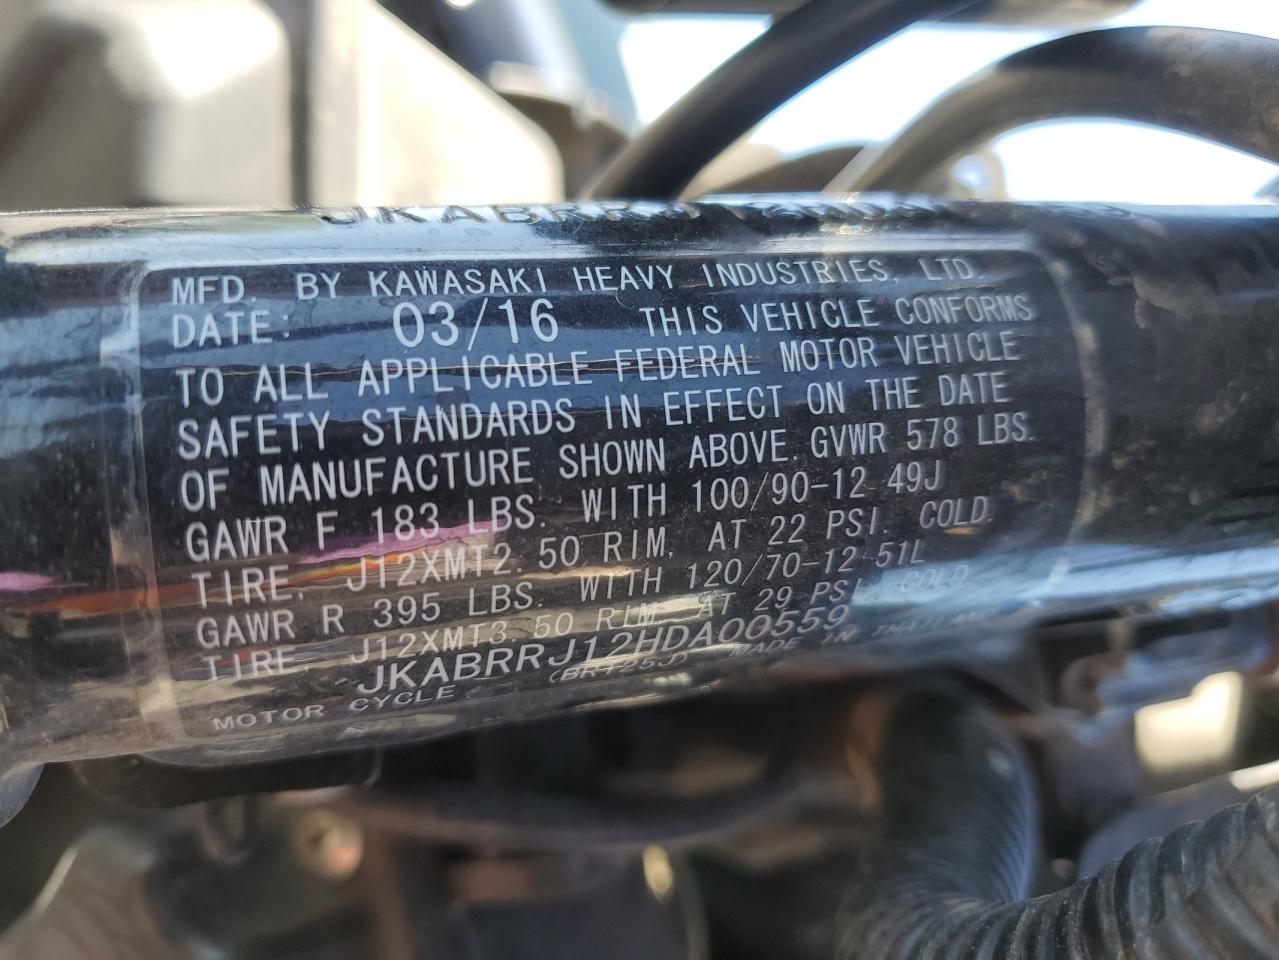 MFD. BY KAWASAKI HEAVY INDUSTRIES, LTD.
DATE: 03/16 THIS VEHICLE CONFORMS
TO ALL APPLICABLE FEDERAL MOTOR VEHICLE
SAFETY STANDARDS IN EFFECT ON THE DATE
OF MANUFACTURE SHOWN ABOVE. GVWR 578 LBS.
GAWR F 183 LBS. WITH 100/90-12 49J
TIRE, J12XMT2.50 RIM, AT 22 PSI. COLD.
GAWR R 395 LBS. WITH 120/70-12 51L
TIRE, J12XMT3.50 RIM, AT 29 PSI. COLD.
JKABRRJ12HDA00559
MOTOR CYCLE (BR125J) MADE IN THAILAND